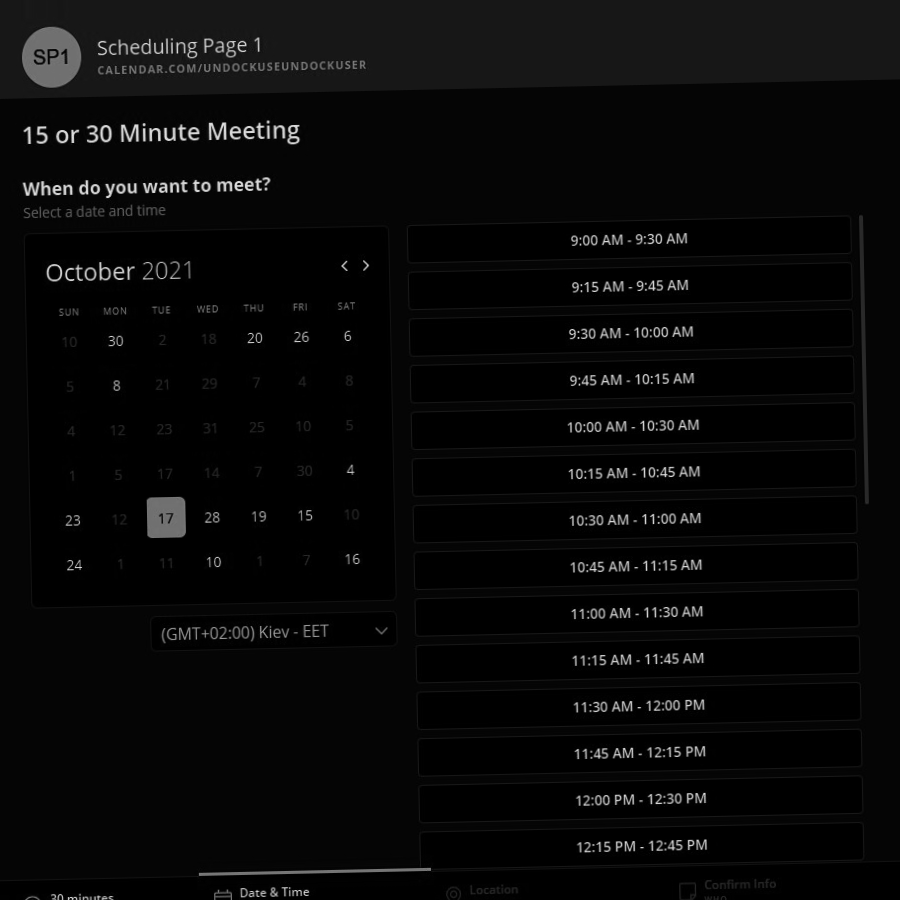 SP1
Scheduling Page 1
CALENDAR.COM/UNDOCKUSEUNDOCKUSER
15 or 30 Minute Meeting
When do you want to meet?
Select a date and time
October 2021
SUN MON TUE WED THU FRI SAT
10 30 2 18 20 26 6
5 8 21 29 7 4 8
4 12 23 31 25 10 5
1 5 17 14 7 30 4
23 12 17 28 19 15 10
24 1 11 10 1 7 16
(GMT+02:00) Kiev - EET
9:00 AM - 9:30 AM
9:15 AM - 9:45 AM
9:30 AM - 10:00 AM
9:45 AM - 10:15 AM
10:00 AM - 10:30 AM
10:15 AM - 10:45 AM
10:30 AM - 11:00 AM
10:45 AM - 11:15 AM
11:00 AM - 11:30 AM
11:15 AM - 11:45 AM
11:30 AM - 12:00 PM
11:45 AM - 12:15 PM
12:00 PM - 12:30 PM
12:15 PM - 12:45 PM
30 minutes
Date & Time
Location
Confirm Info